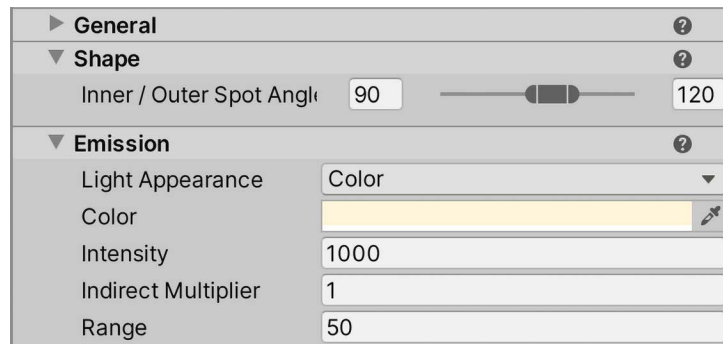 General
Shape
Inner / Outer Spot Angle 90 120
Emission
Light Appearance Color
Color
Intensity 1000
Indirect Multiplier 1
Range 50